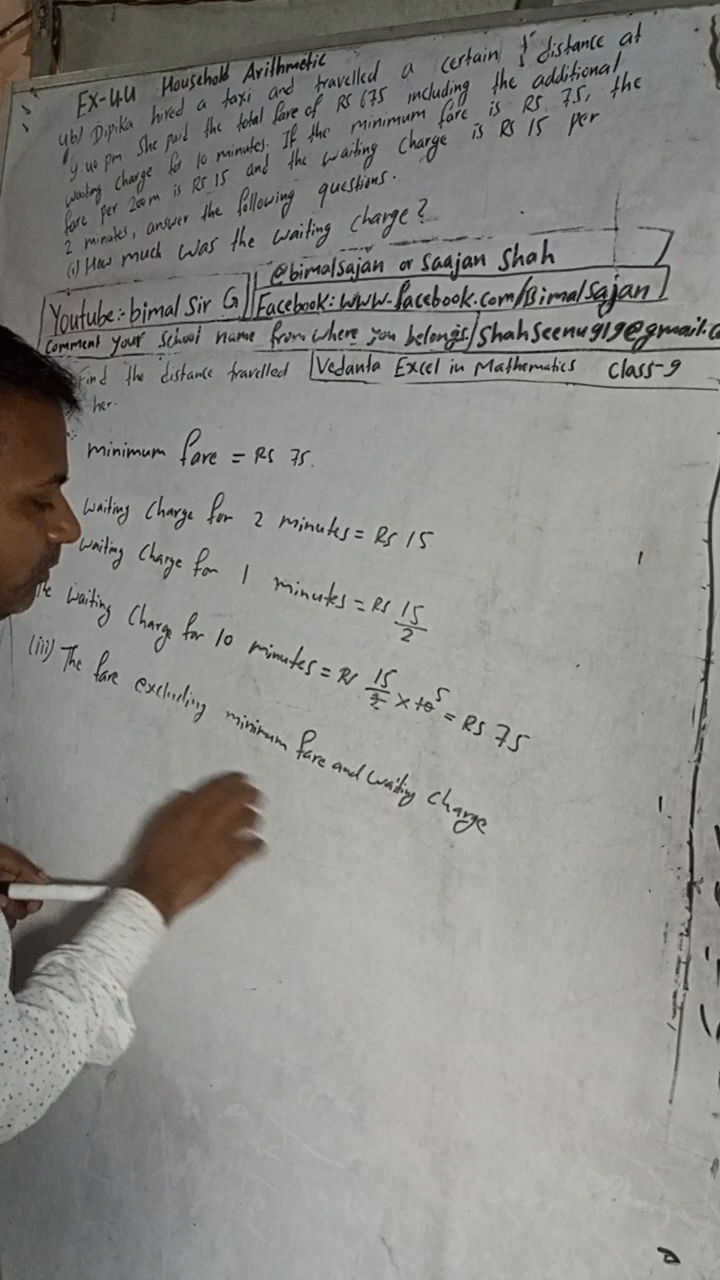 Ex-4.4 Household Arithmetic
4b) Dipika hired a taxi and travelled a certain distance at
9:40 pm She paid the total fare of RS 675 including the additional
waiting charge for 10 minutes. If the minimum fare is RS 75, the
fare per 200m is RS 15 and the waiting charge is RS 15 per
2 minutes, answer the following questions.
(i) How much was the waiting charge?
@bimalsajan or Saajan Shah
Youtube:- bimal Sir G
Facebook: WWW.facebook.com/Bimalsajan
Comment your School name from where you belongs/Shahseenu919@gmail.c
Find the distance travelled Vedanta Excel in Mathematics Class-9
her.
minimum fare = RS 75.
waiting Charge for 2 minutes = RS 15
waiting Charge for 1 minutes = RS 15/2
waiting Charge for 10 minutes = RS 15/2 × 10 5 = RS 75
(iii) The fare excluding minimum fare and waiting charge